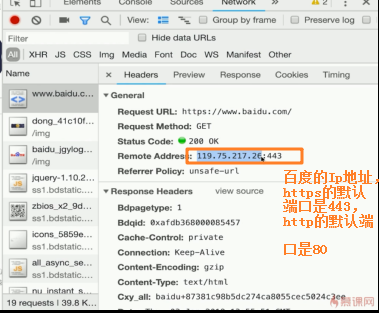 Elements Console Sources Network 2
Group by frame Preserve log
Filter Hide data URLs
All XHR JS CSS Img Media Font Doc WS Manifest Other
Name
www.baidu.c…
dong_41c10f…
/img
baidu_jgylog…
/img
jquery-1.10.2…
ss1.bdstatic….
zbios_x2_9d…
ss1.bdstatic….
icons_5859e…
ss1.bdstatic….
all_async_se…
ss1.bdstatic….
nu_instant_s…
19 requests | 39.8 K…
Headers Preview Response Cookies Timing
General
Request URL: https://www.baidu.com/
Request Method: GET
Status Code: 200 OK
Remote Address: 119.75.217.26:443
Referrer Policy: unsafe-url
Response Headers view source
Bdpagetype: 1
Bdqid: 0xafdb368000085457
Cache-Control: private
Connection: Keep-Alive
Content-Encoding: gzip
Content-Type: text/html
Cxy_all: baidu+87381c98b5dc274ca8055cec5024c3ee
百度的Ip地址,
https的默认
端口是443,
http的默认端
口是80
慕课网